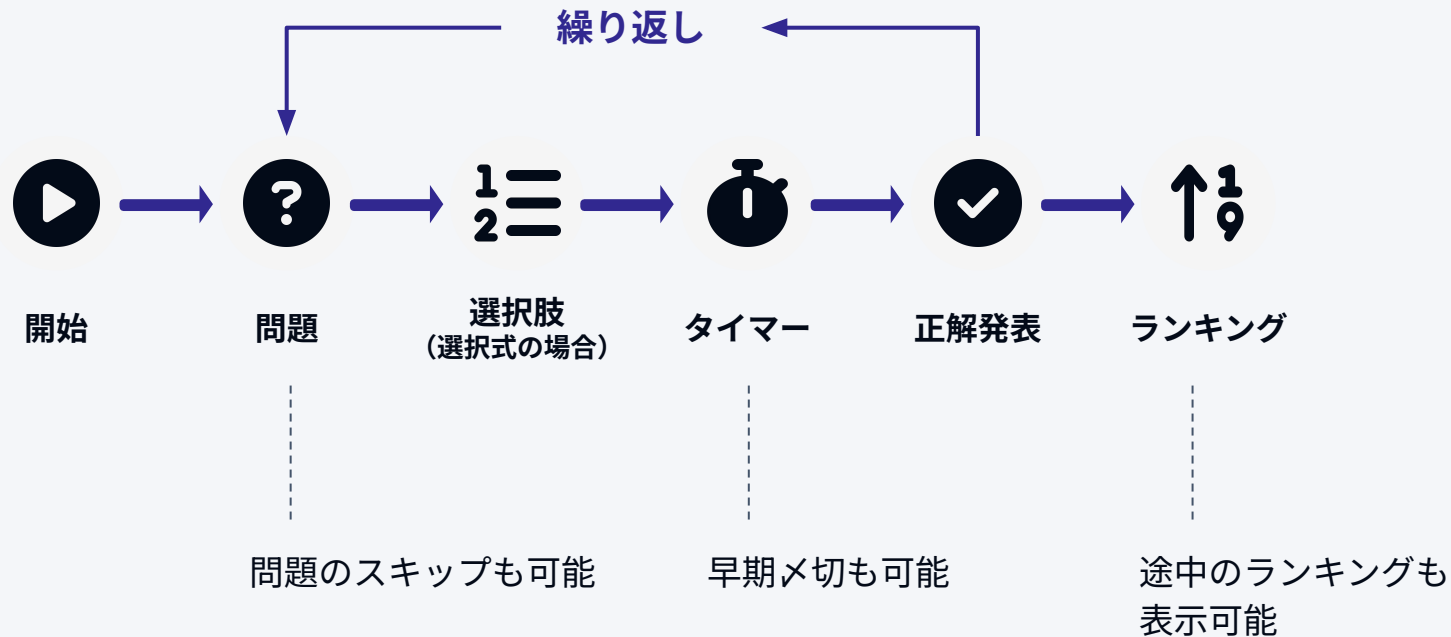 繰り返し
開始
問題
選択肢
（選択式の場合）
タイマー
正解発表
ランキング
問題のスキップも可能
早期〆切も可能
途中のランキングも
表示可能